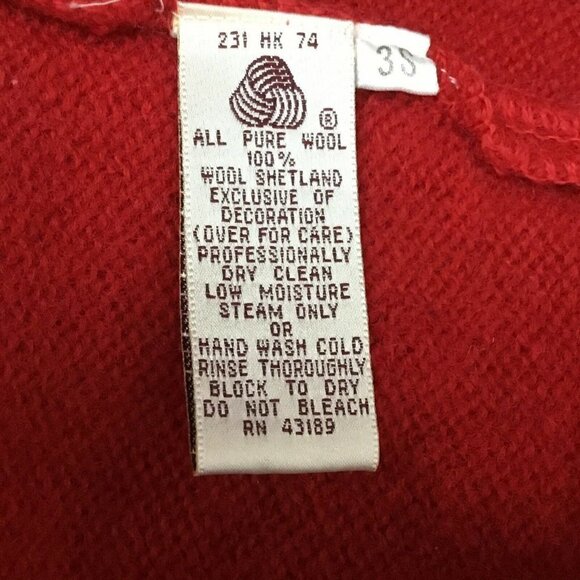 231 HK 74
38
®
ALL PURE WOOL
100%
WOOL SHETLAND
EXCLUSIVE OF
DECORATION
(OVER FOR CARE)
PROFESSIONALLY
DRY CLEAN
LOW MOISTURE
STEAM ONLY
OR
HAND WASH COLD
RINSE THOROUGHLY
BLOCK TO DRY
DO NOT BLEACH
RN 43189